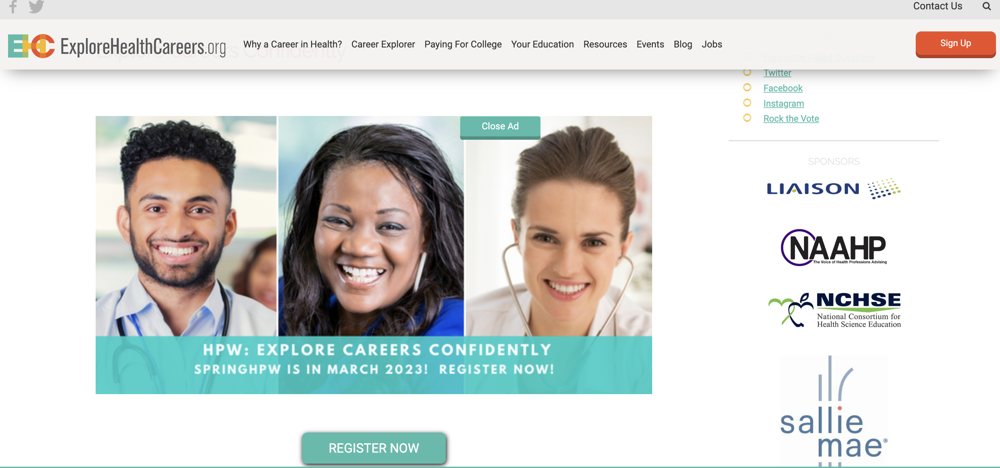 Contact Us
ExploreHealthCareers.org
Why a Career in Health? Career Explorer Paying For College Your Education Resources Events Blog Jobs
Sign Up
Explore Careers Confidently
Frequently Asked Questions
Twitter
Facebook
Instagram
Rock the Vote
Close Ad
HPW: EXPLORE CAREERS CONFIDENTLY
SPRINGHPW IS IN MARCH 2023! REGISTER NOW!
REGISTER NOW
SPONSORS
LIAISON
NAAHP
The Voice of Health Professions Advising
NCHSE
National Consortium for
Health Science Education
sallie
mae®